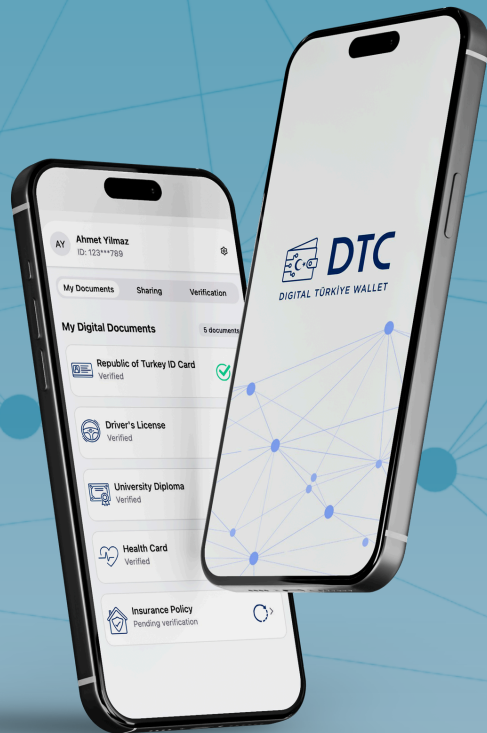 AY
Ahmet Yilmaz
ID: 123***789
My Documents Sharing Verification
My Digital Documents 5 documents
Republic of Turkey ID Card
Verified
Driver's License
Verified
University Diploma
Verified
Health Card
Verified
Insurance Policy
Pending verification
DTC
DIGITAL TÜRKİYE WALLET